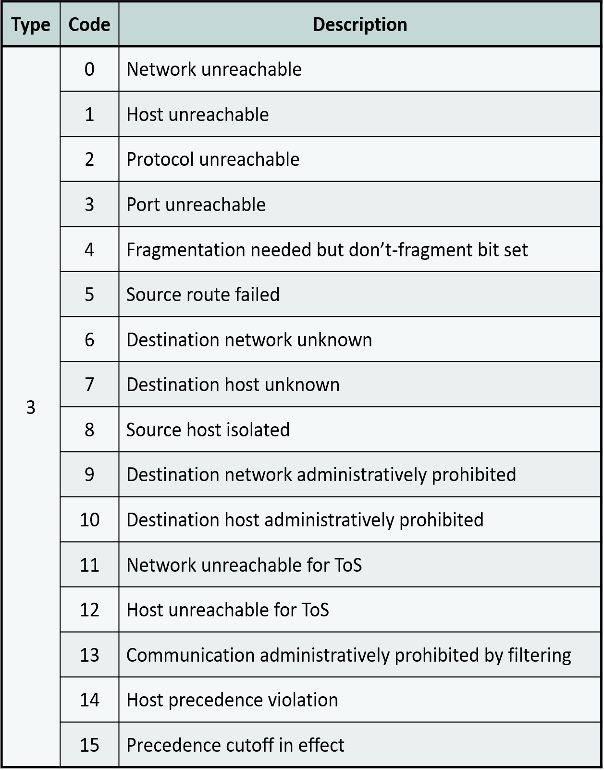 Type Code Description
0 Network unreachable
1 Host unreachable
2 Protocol unreachable
3 Port unreachable
4 Fragmentation needed but don’t-fragment bit set
5 Source route failed
6 Destination network unknown
7 Destination host unknown
3
8 Source host isolated
9 Destination network administratively prohibited
10 Destination host administratively prohibited
11 Network unreachable for ToS
12 Host unreachable for ToS
13 Communication administratively prohibited by filtering
14 Host precedence violation
15 Precedence cutoff in effect